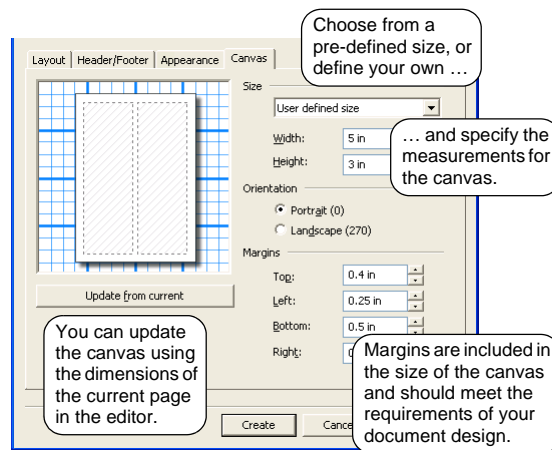 Choose from a
pre-defined size, or
define your own …
Layout Header/Footer Appearance Canvas
Size
User defined size
Width: 5 in
… and specify the
measurements for
the canvas.
Height: 3 in
Orientation
Portrait (0)
Landscape (270)
Margins
Top: 0.4 in
Update from current
Left: 0.25 in
Bottom: 0.5 in
Right:
You can update
the canvas using
the dimensions of
the current page
in the editor.
Margins are included in
the size of the canvas
and should meet the
requirements of your
document design.
Create